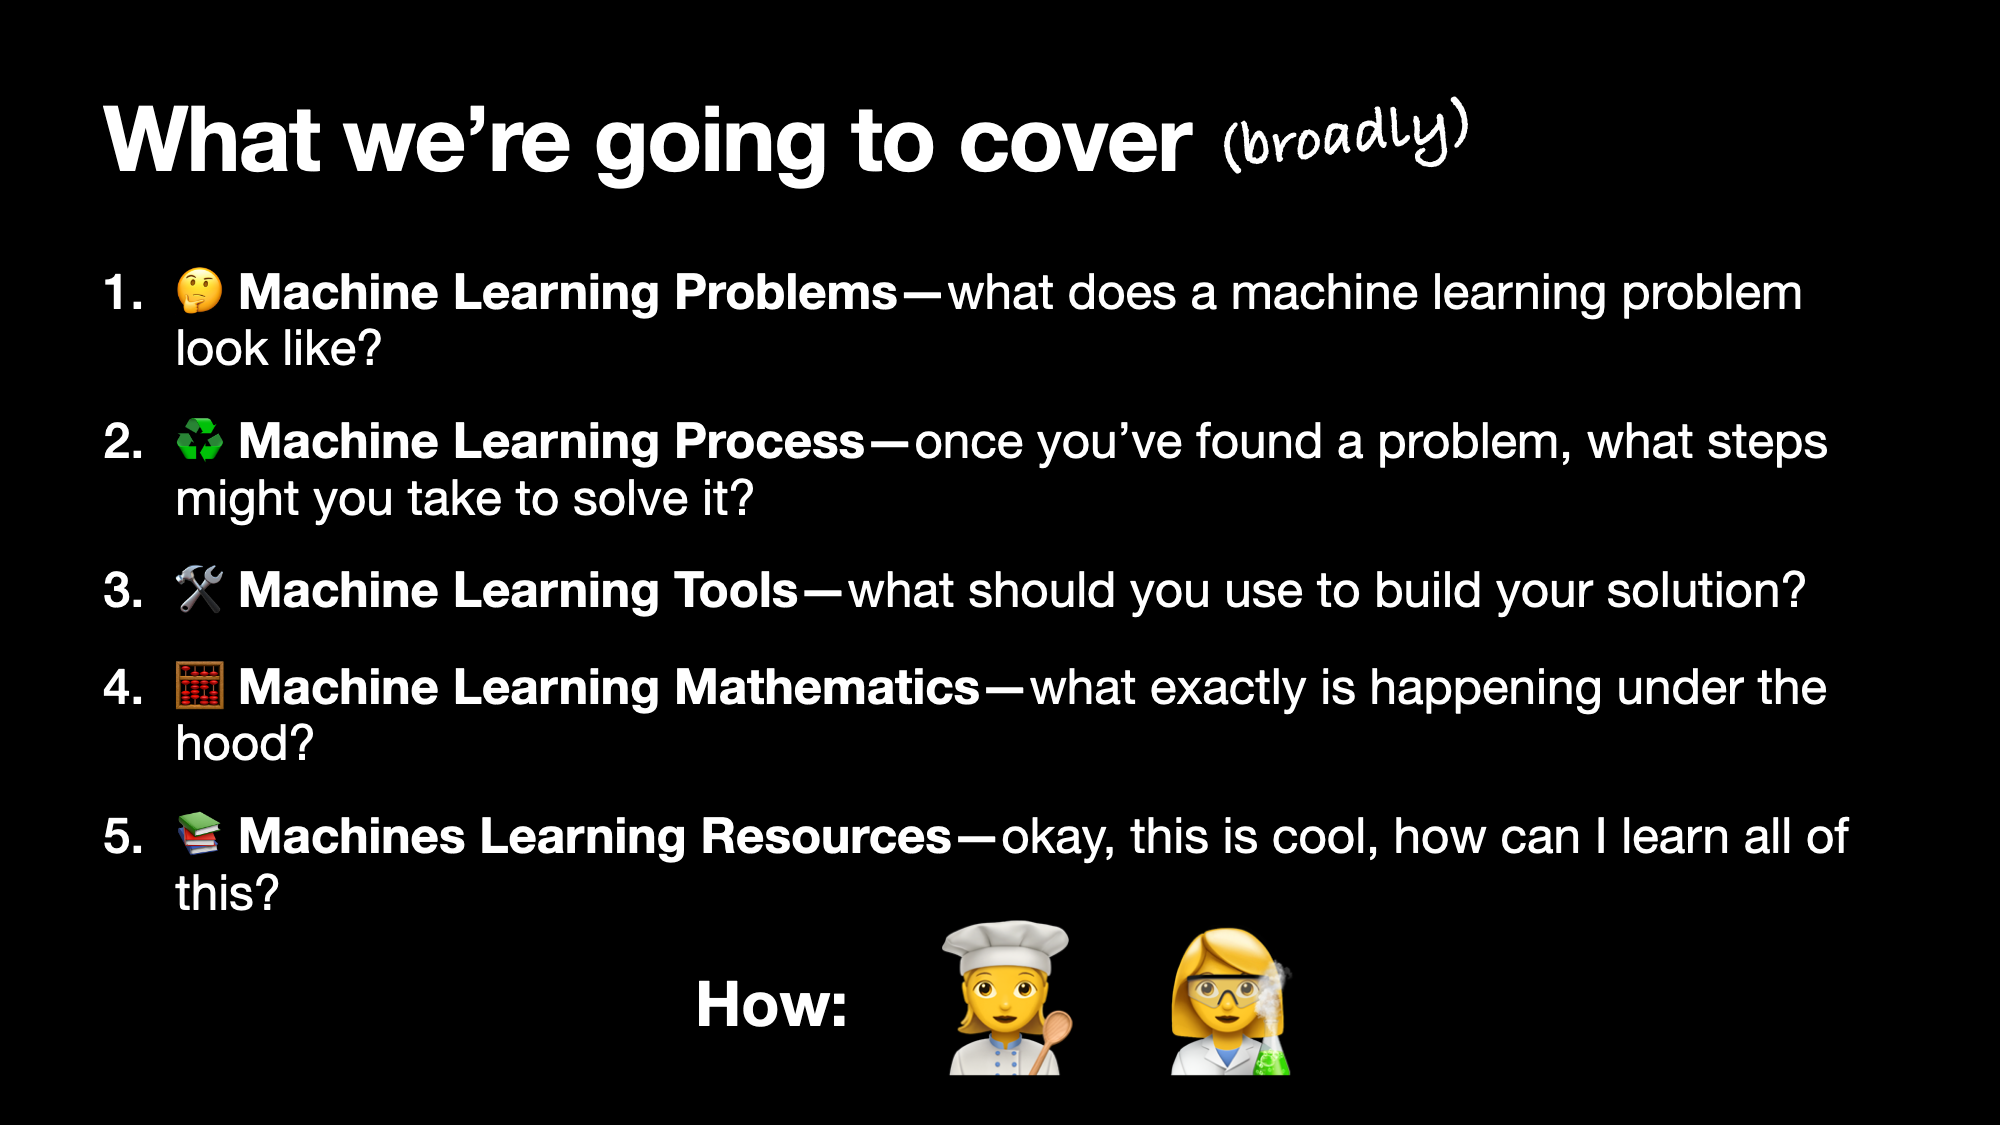 What we’re going to cover (broadly)
1. 🤔 Machine Learning Problems—what does a machine learning problem
look like?
2. ♻️ Machine Learning Process—once you’ve found a problem, what steps
might you take to solve it?
3. 🛠 Machine Learning Tools—what should you use to build your solution?
4. 🧮 Machine Learning Mathematics—what exactly is happening under the
hood?
5. 📚 Machines Learning Resources—okay, this is cool, how can I learn all of
this?
How: